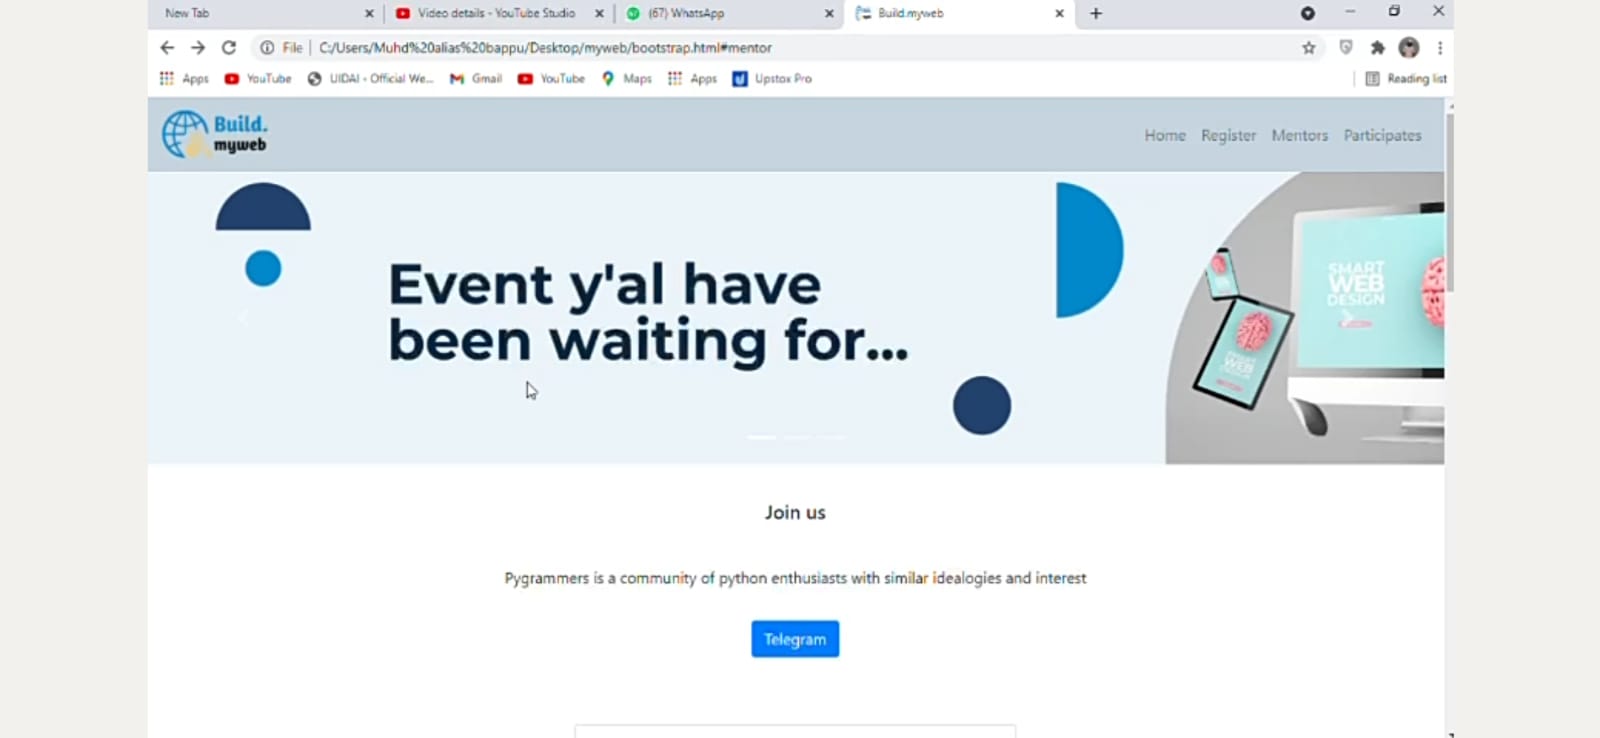 New Tab
Video details - YouTube Studio
(67) WhatsApp
Build.myweb
File
C:/Users/Muhd%20alias%20bappu/Desktop/myweb/bootstrap.html#mentor
Apps
YouTube
UIDAI - Official We...
Gmail
YouTube
Maps
Apps
Upstox Pro
Reading list
Build.
myweb
Home
Register
Mentors
Participates
Event y'al have
been waiting for...
SMART
WEB
DESIGN
Join us
Pygrammers is a community of python enthusiasts with similar idealogies and interest
Telegram